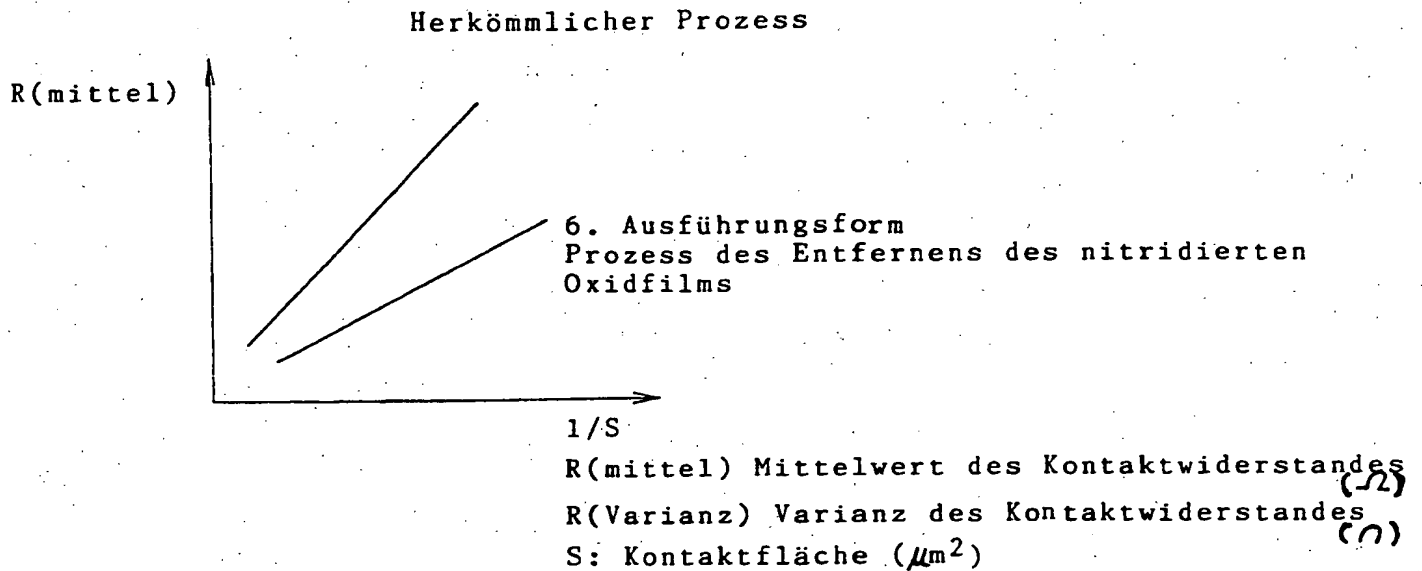 Herkömmlicher Prozess
R(mittel)
6. Ausführungsform
Prozess des Entfernens des nitridierten
Oxidfilms
1/S
R(mittel) Mittelwert des Kontaktwiderstandes (Ω)
R(Varianz) Varianz des Kontaktwiderstandes (Ω)
S: Kontaktfläche (μm²)